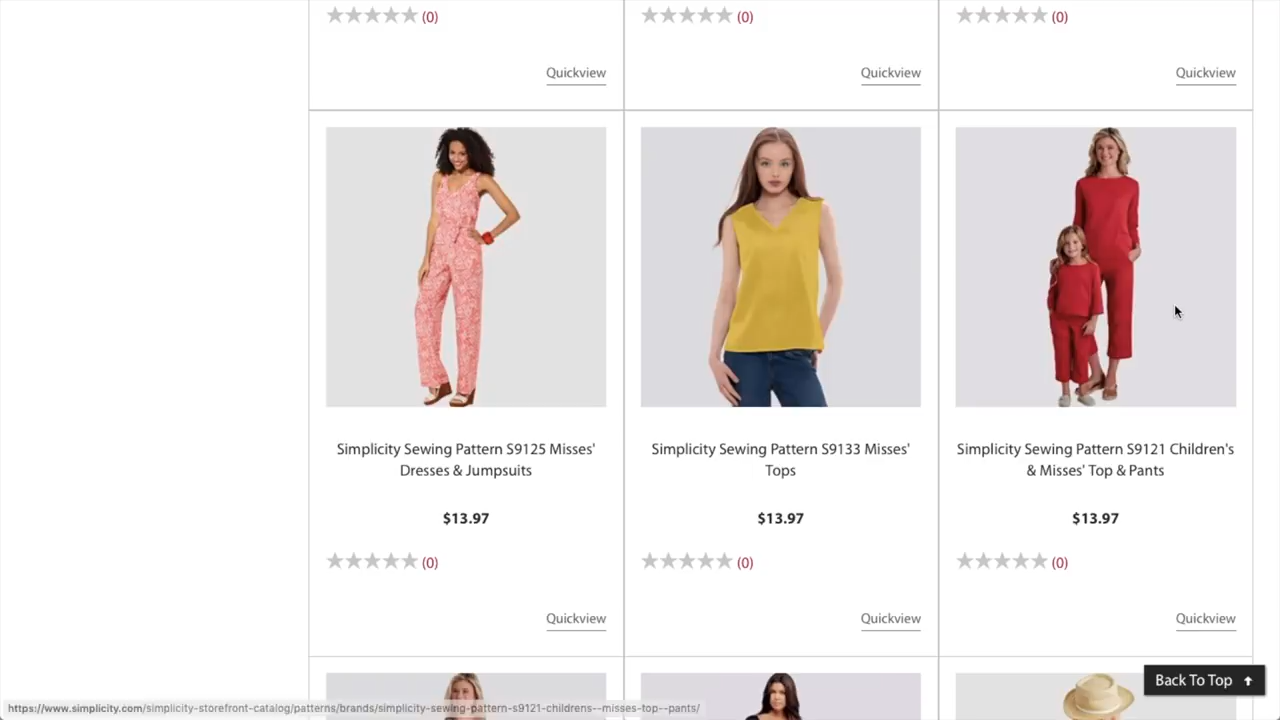 (0)
(0)
(0)
Quickview
Quickview
Quickview
Simplicity Sewing Pattern S9125 Misses'
Dresses & Jumpsuits
Simplicity Sewing Pattern S9133 Misses'
Tops
Simplicity Sewing Pattern S9121 Children's
& Misses' Top & Pants
$13.97
$13.97
$13.97
(0)
(0)
(0)
Quickview
Quickview
Quickview
Back To Top
https://www.simplicity.com/simplicity-storefront-catalog/patterns/brands/simplicity-sewing-pattern-s9121-childrens--misses-top--pants/